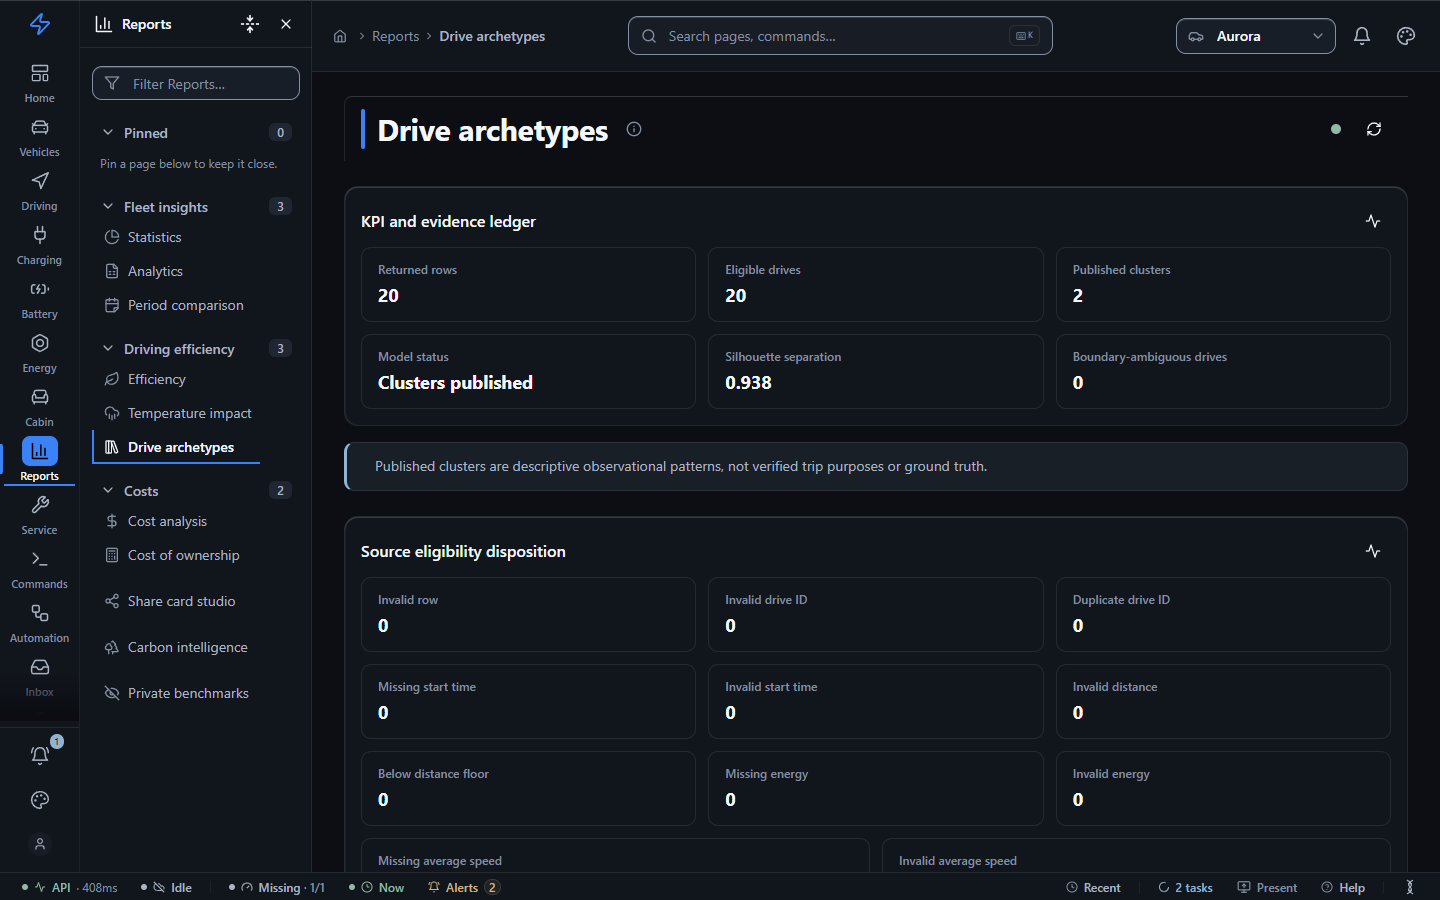 Reports
Reports
Drive archetypes
Search pages, commands...
K
Aurora
Home
Vehicles
Driving
Charging
Battery
Energy
Cabin
Reports
Service
Commands
Automation
Inbox
1
Filter Reports...
Pinned
0
Pin a page below to keep it close.
Fleet insights
3
Statistics
Analytics
Period comparison
Driving efficiency
3
Efficiency
Temperature impact
Drive archetypes
Costs
2
Cost analysis
Cost of ownership
Share card studio
Carbon intelligence
Private benchmarks
Drive archetypes
KPI and evidence ledger
Returned rows
20
Eligible drives
20
Published clusters
2
Model status
Clusters published
Silhouette separation
0.938
Boundary-ambiguous drives
0
Published clusters are descriptive observational patterns, not verified trip purposes or ground truth.
Source eligibility disposition
Invalid row
0
Invalid drive ID
0
Duplicate drive ID
0
Missing start time
0
Invalid start time
0
Invalid distance
0
Below distance floor
0
Missing energy
0
Invalid energy
0
Missing average speed
Invalid average speed
API · 408ms
Idle
Missing · 1/1
Now
Alerts 2
Recent
2 tasks
Present
Help